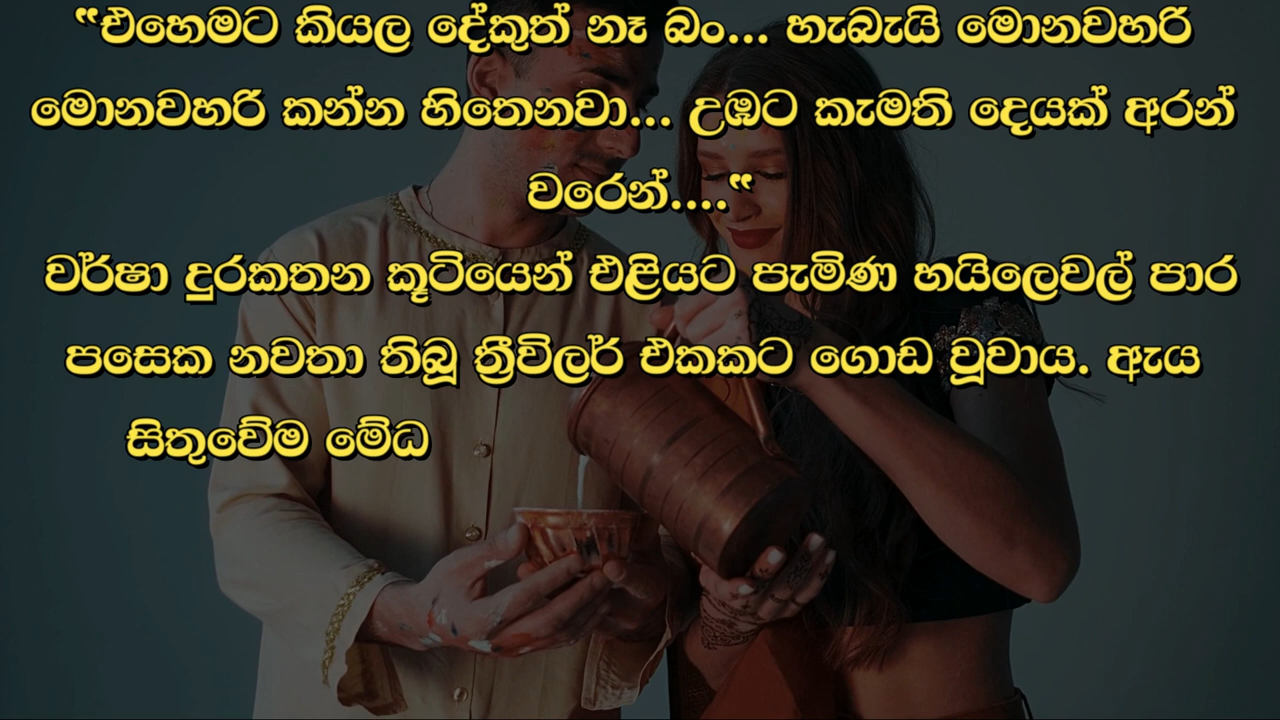 "එහෙමට කියල දේකුත් නෑ බං... හැබැයි මොනවහරි
මොනවහරි කන්න හිතෙනවා... උඹට කැමති දෙයක් අරන්
වරෙන්...."
වර්ෂා දුරකතන කූටියෙන් එළියට පැමිණ හයිලෙවල් පාර
පසෙක නවතා තිබූ ත්‍රීවිලර් එකකට ගොඩ වූවාය. ඇය
සිතුවේම මේධ